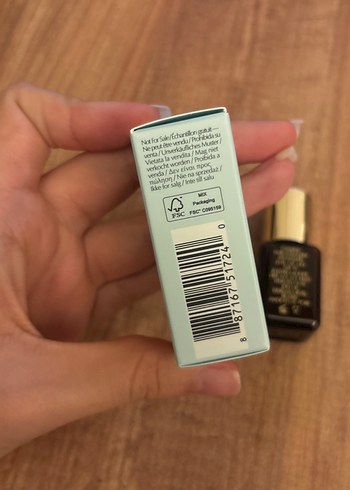 Not For Sale/Échantillon gratuit—
Ne peut être vendu / Prohibida su
venta / Unverkäufliches Muster /
Vietata la vendita / Mag niet
verkocht worden / Proibida a
venda / Δεν είναι προς
πώληση / Nie na sprzedaż /
Ikke for salg / Inte till salu
FSC
MIX
Packaging
FSC® C090159
8 87167 51724 0